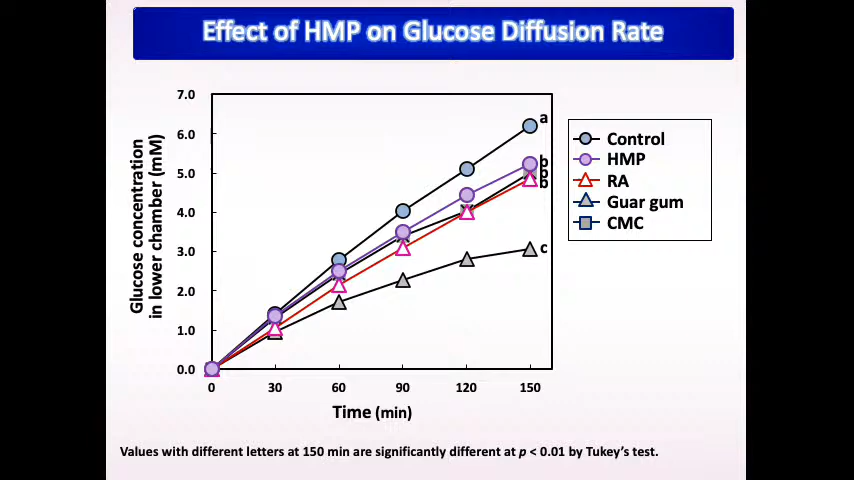 Effect of HMP on Glucose Diffusion Rate
Glucose concentration
in lower chamber (mM)
7.0
6.0
5.0
4.0
3.0
2.0
1.0
0.0
0 30 60 90 120 150
Time (min)
a
b
b
b
c
Control
HMP
RA
Guar gum
CMC
Values with different letters at 150 min are significantly different at p < 0.01 by Tukey's test.